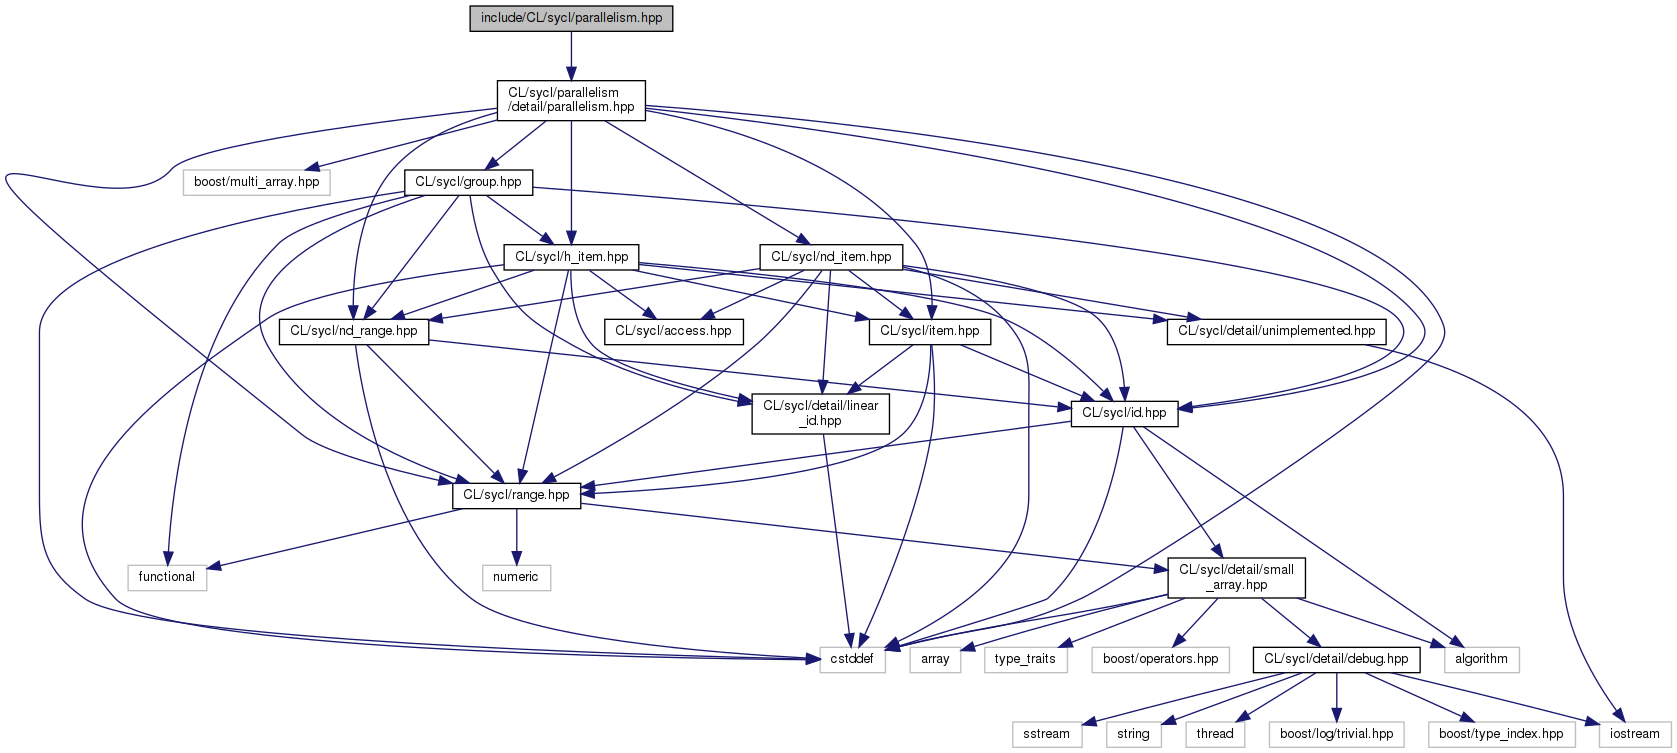 include/CL/sycl/parallelism.hpp
CL/sycl/parallelism
/detail/parallelism.hpp
boost/multi_array.hpp
CL/sycl/group.hpp
CL/sycl/h_item.hpp
CL/sycl/nd_item.hpp
CL/sycl/nd_range.hpp
CL/sycl/access.hpp
CL/sycl/item.hpp
CL/sycl/detail/unimplemented.hpp
CL/sycl/detail/linear
_id.hpp
CL/sycl/id.hpp
CL/sycl/range.hpp
functional
numeric
CL/sycl/detail/small
_array.hpp
cstddef
array
type_traits
boost/operators.hpp
CL/sycl/detail/debug.hpp
algorithm
sstream
string
thread
boost/log/trivial.hpp
boost/type_index.hpp
iostream